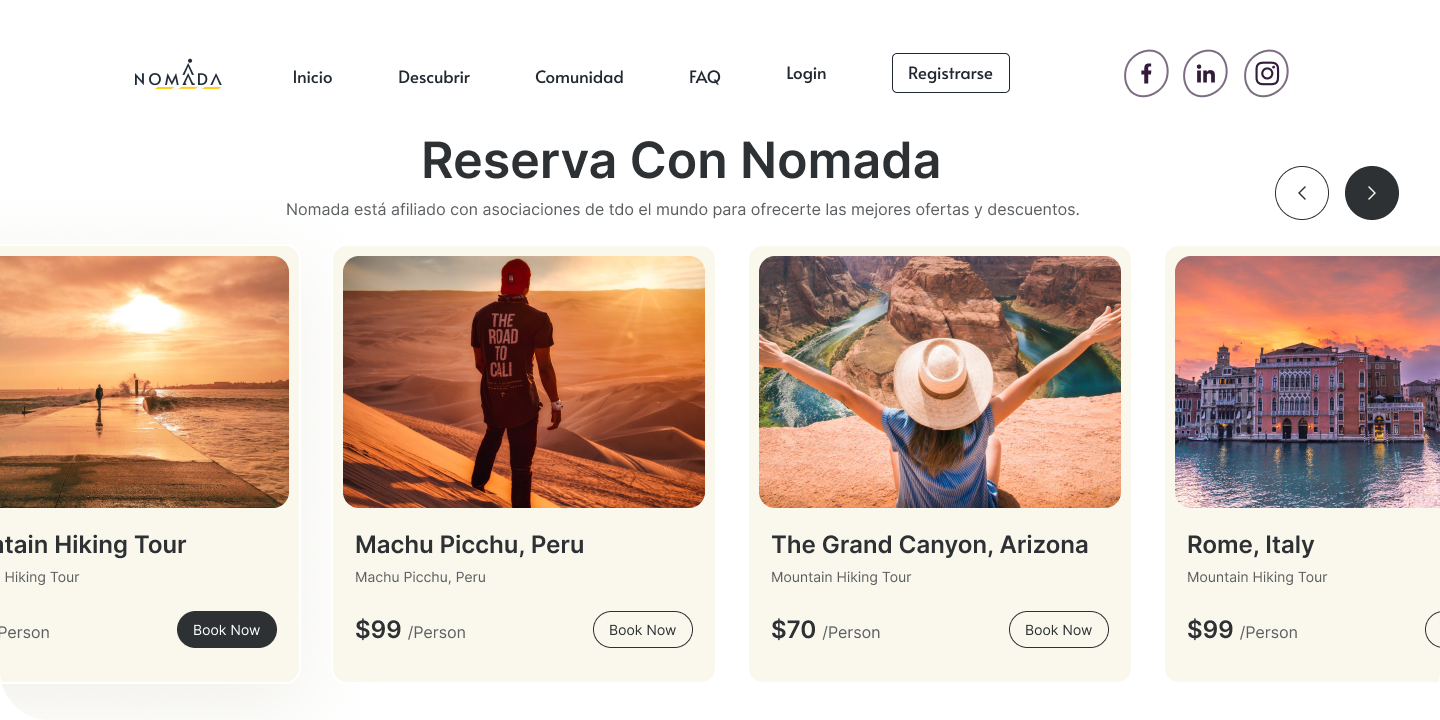 NOMADA
Inicio
Descubrir
Comunidad
FAQ
Login
Registrarse
Reserva Con Nomada
Nomada está afiliado con asociaciones de tdo el mundo para ofrecerte las mejores ofertas y descuentos.
THE
ROAD
TO
CALI
Hiking Tour
Hiking Tour
/Person
Book Now
Machu Picchu, Peru
Machu Picchu, Peru
$99 /Person
Book Now
The Grand Canyon, Arizona
Mountain Hiking Tour
$70 /Person
Book Now
Rome, Italy
Mountain Hiking Tour
$99 /Person